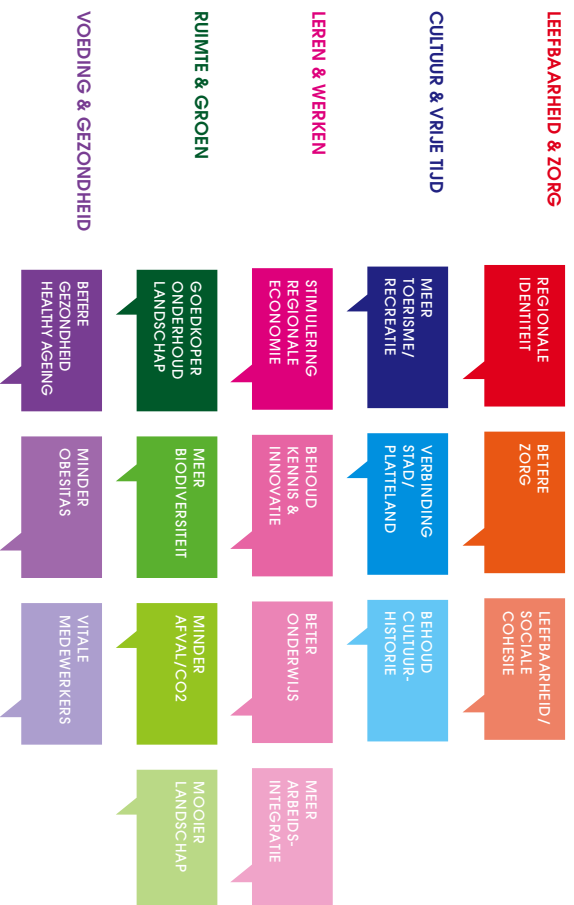 LEEFBAARHEID & ZORG
REGIONALE
IDENTITEIT
BETERE
ZORG
LEEFBAARHEID/
SOCIALE
COHESIE
CULTUUR & VRIJE TIJD
MEER
TOERISME/
RECREATIE
VERBINDING
STAD/
PLATTELAND
BEHOUD
CULTUUR-
HISTORIE
LEREN & WERKEN
STIMULERING
REGIONALE
ECONOMIE
BEHOUD
KENNIS &
INNOVATIE
BETER
ONDERWIJS
MEER
ARBEIDS-
INTEGRATIE
RUIMTE & GROEN
GOEDKOPER
ONDERHOUD
LANDSCHAP
MEER
BIODIVERSITEIT
MINDER
AFVAL/CO2
MOOIER
LANDSCHAP
VOEDING & GEZONDHEID
BETERE
GEZONDHEID
HEALTHY AGEING
MINDER
OBESITAS
VITALE
MEDEWERKERS